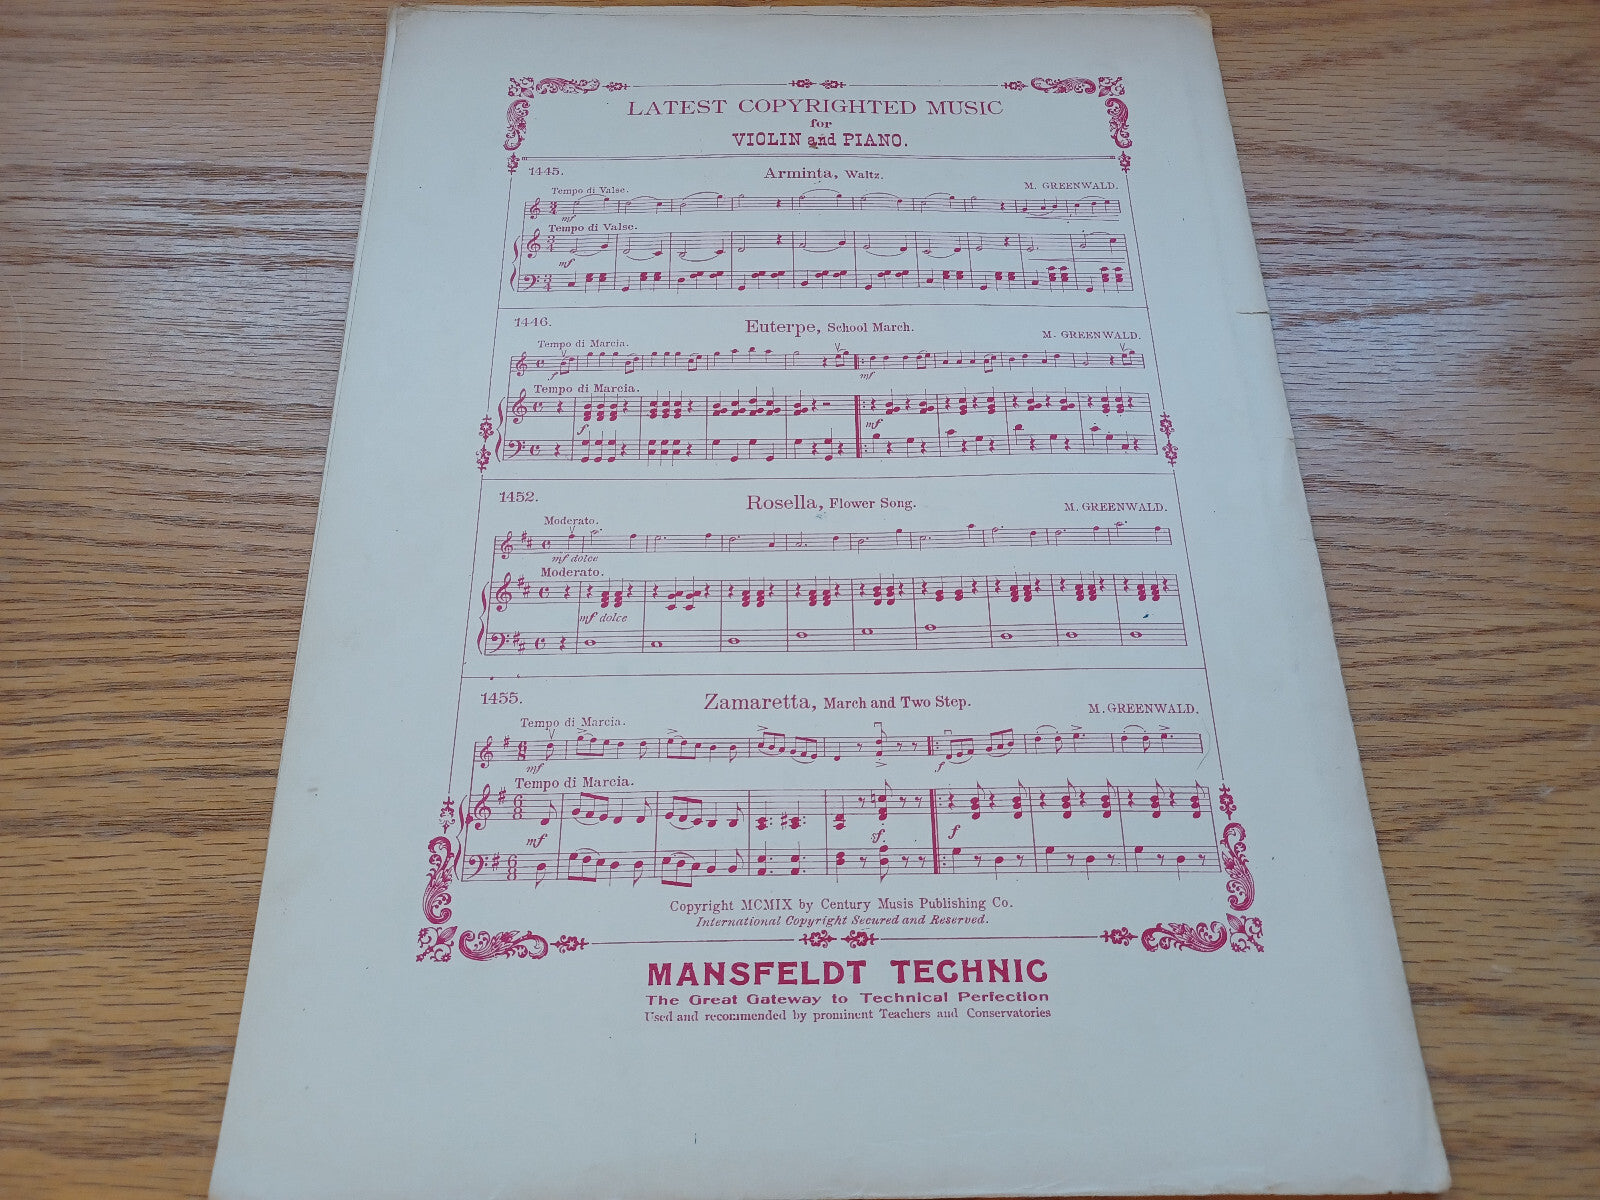 LATEST COPYRIGHTED MUSIC
for
VIOLIN and PIANO.
1445.
Arminta, Waltz.
M. GREENWALD.
Tempo di Valse.
mf
Tempo di Valse.
mf
1446.
Euterpe, School March.
M. GREENWALD.
Tempo di Marcia.
f
mf
Tempo di Marcia.
f
mf
1452.
Rosella, Flower Song.
M. GREENWALD.
Moderato.
mf dolce
Moderato.
mf dolce
1455.
Zamaretta, March and Two Step.
M. GREENWALD.
Tempo di Marcia.
mf
f
Tempo di Marcia.
mf
sf
f
Copyright MCMIX by Century Musis Publishing Co.
International Copyright Secured and Reserved.
MANSFELDT TECHNIC
The Great Gateway to Technical Perfection
Used and recommended by prominent Teachers and Conservatories